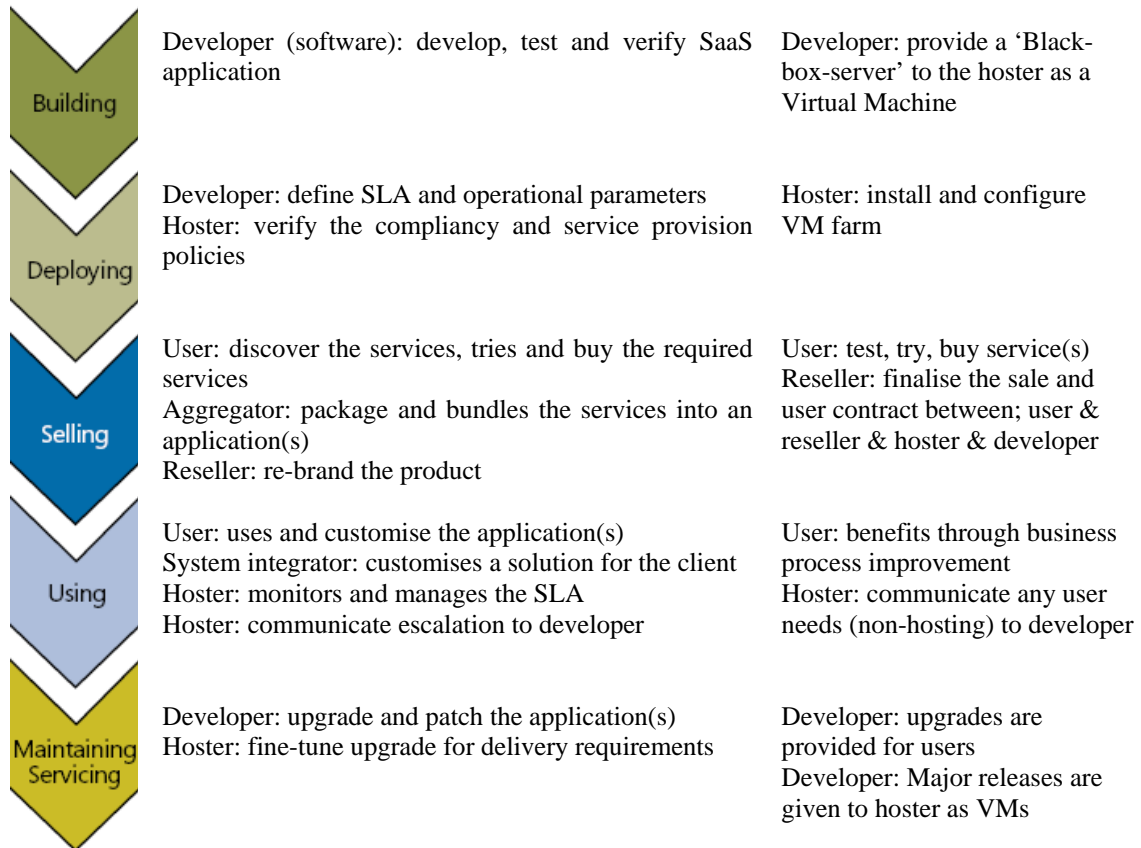 Building
Developer (software): develop, test and verify SaaS
application
Developer: provide a ‘Black-
box-server’ to the hoster as a
Virtual Machine
Deploying
Developer: define SLA and operational parameters
Hoster: verify the compliancy and service provision
policies
Hoster: install and configure
VM farm
Selling
User: discover the services, tries and buy the required
services
Aggregator: package and bundles the services into an
application(s)
Reseller: re-brand the product
User: test, try, buy service(s)
Reseller: finalise the sale and
user contract between; user &
reseller & hoster & developer
Using
User: uses and customise the application(s)
System integrator: customises a solution for the client
Hoster: monitors and manages the SLA
Hoster: communicate escalation to developer
User: benefits through business
process improvement
Hoster: communicate any user
needs (non-hosting) to developer
Maintaining
Servicing
Developer: upgrade and patch the application(s)
Hoster: fine-tune upgrade for delivery requirements
Developer: upgrades are
provided for users
Developer: Major releases are
given to hoster as VMs